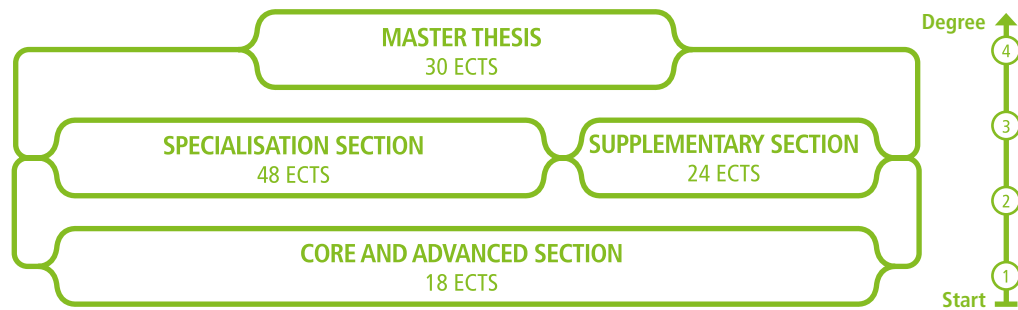 Degree
MASTER THESIS
30 ECTS
4
3
SPECIALISATION SECTION
48 ECTS
SUPPLEMENTARY SECTION
24 ECTS
2
CORE AND ADVANCED SECTION
18 ECTS
1
Start